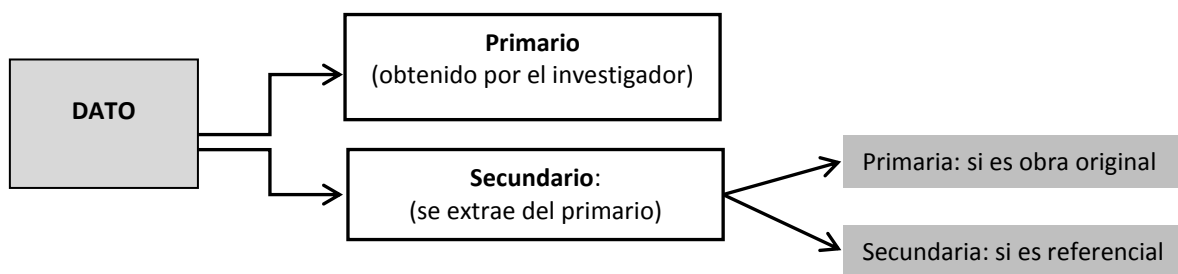 DATO
Primario
(obtenido por el investigador)
Secundario:
(se extrae del primario)
Primaria: si es obra original
Secundaria: si es referencial